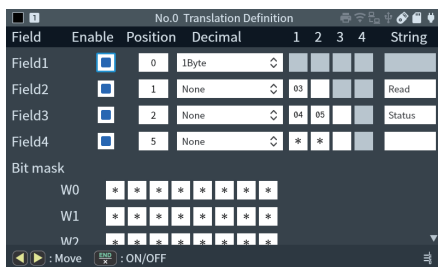 1 No.0 Translation Definition
Field Enable Position Decimal 1 2 3 4 String
Field1 0 1Byte
Field2 1 None 03 Read
Field3 2 None 04 05 Status
Field4 5 None * *
Bit mask
W0 * * * * * * * *
W1 * * * * * * * *
W2 * * * * * * * *
: Move END × : ON/OFF